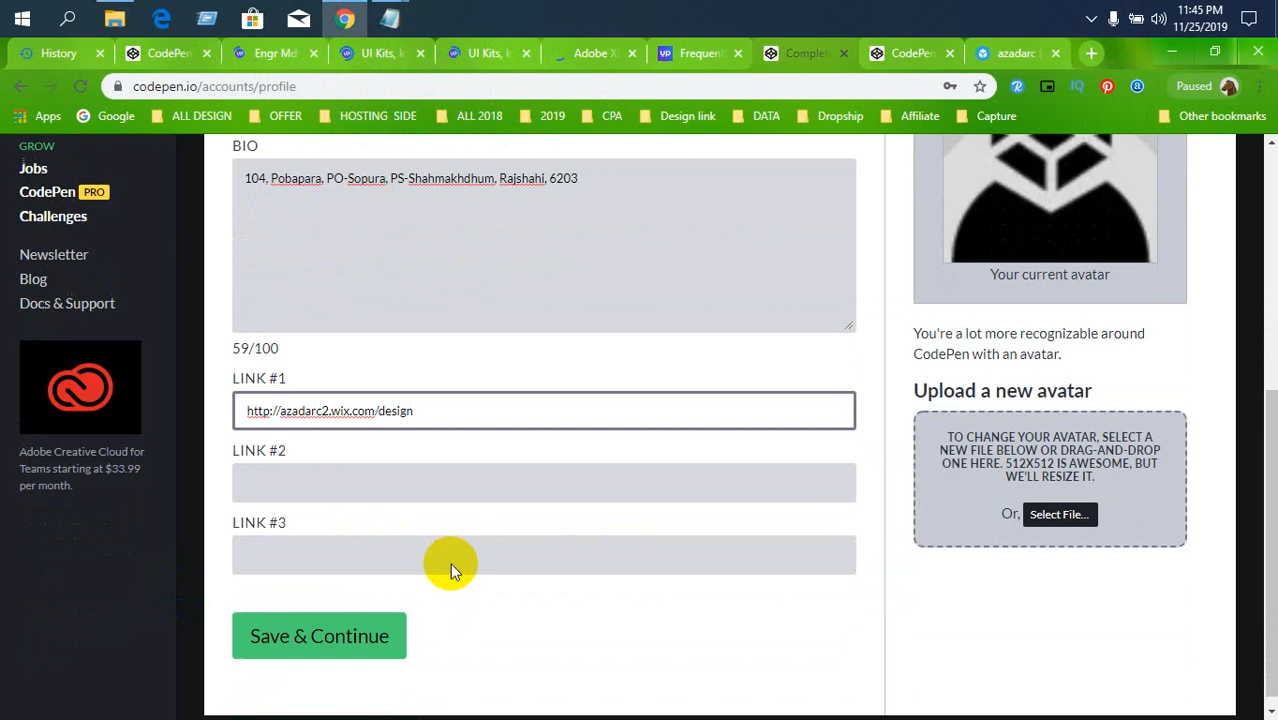 11:45 PM
11/25/2019
History
CodePen
Engr Md
UI Kits, I
UI Kits, I
Adobe X
Frequent
Complet
CodePen
azadarc
codepen.io/accounts/profile
Paused
Apps
Google
ALL DESIGN
OFFER
HOSTING SIDE
ALL 2018
2019
CPA
Design link
DATA
Dropship
Affiliate
Capture
Other bookmarks
GROW
Jobs
CodePen PRO
Challenges
Newsletter
Blog
Docs & Support
Adobe Creative Cloud for
Teams starting at $33.99
per month.
BIO
104, Pobapara, PO-Sopura, PS-Shahmakhdhum, Rajshahi, 6203
59/100
LINK #1
http://azadarc2.wix.com/design
LINK #2
LINK #3
Save & Continue
Your current avatar
You're a lot more recognizable around
CodePen with an avatar.
Upload a new avatar
TO CHANGE YOUR AVATAR, SELECT A
NEW FILE BELOW OR DRAG-AND-DROP
ONE HERE. 512X512 IS AWESOME, BUT
WE'LL RESIZE IT.
Or, Select File...